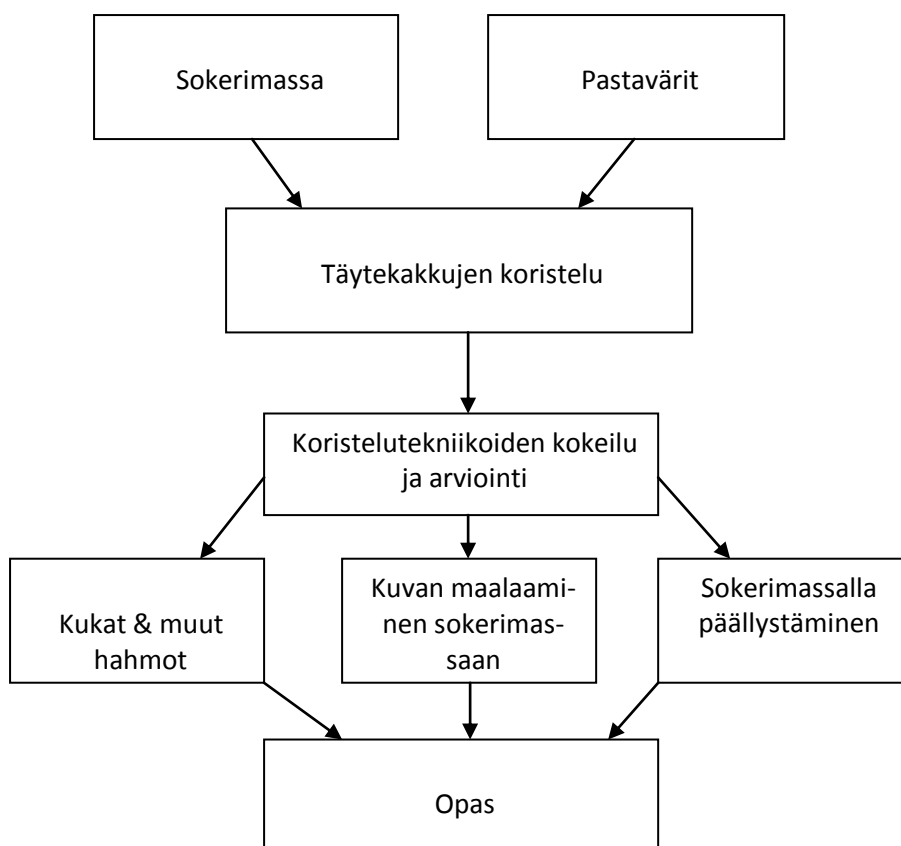 Sokerimassa
Pastavärit
Täytekakkujen koristelu
Koristelutekniikoiden kokeilu
ja arviointi
Kukat & muut
hahmot
Kuvan maalaami-
nen sokerimas-
saan
Sokerimassalla
päällystäminen
Opas